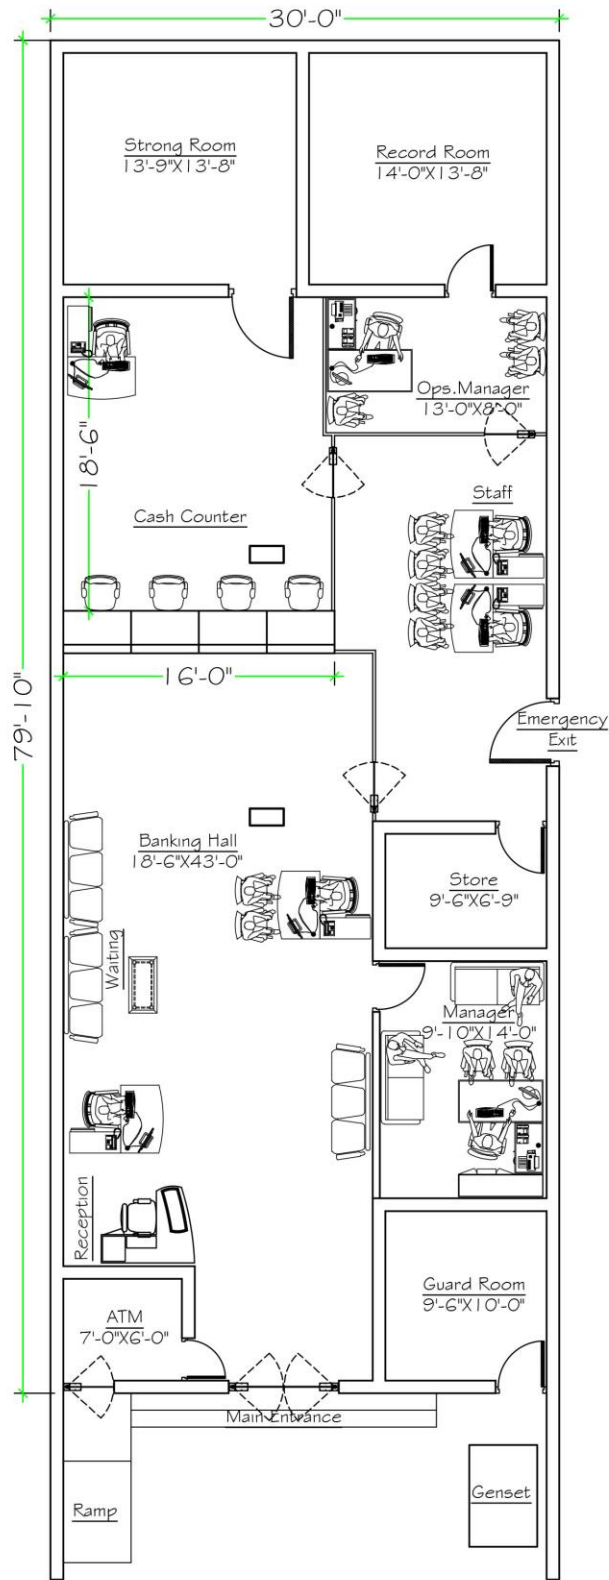 30'-0"
Strong Room
13'-9"X13'-8"
Record Room
14'-0"X13'-8"
Ops.Manager
13'-0"X8'-0"
18'-6"
Staff
Cash Counter
16'-0"
79'-10"
Emergency
Exit
Banking Hall
18'-6"X43'-0"
Store
9'-6"X6'-9"
Waiting
Manager
9'-10"X14'-0"
Reception
Guard Room
9'-6"X10'-0"
ATM
7'-0"X6'-0"
Main Entrance
Ramp
Genset